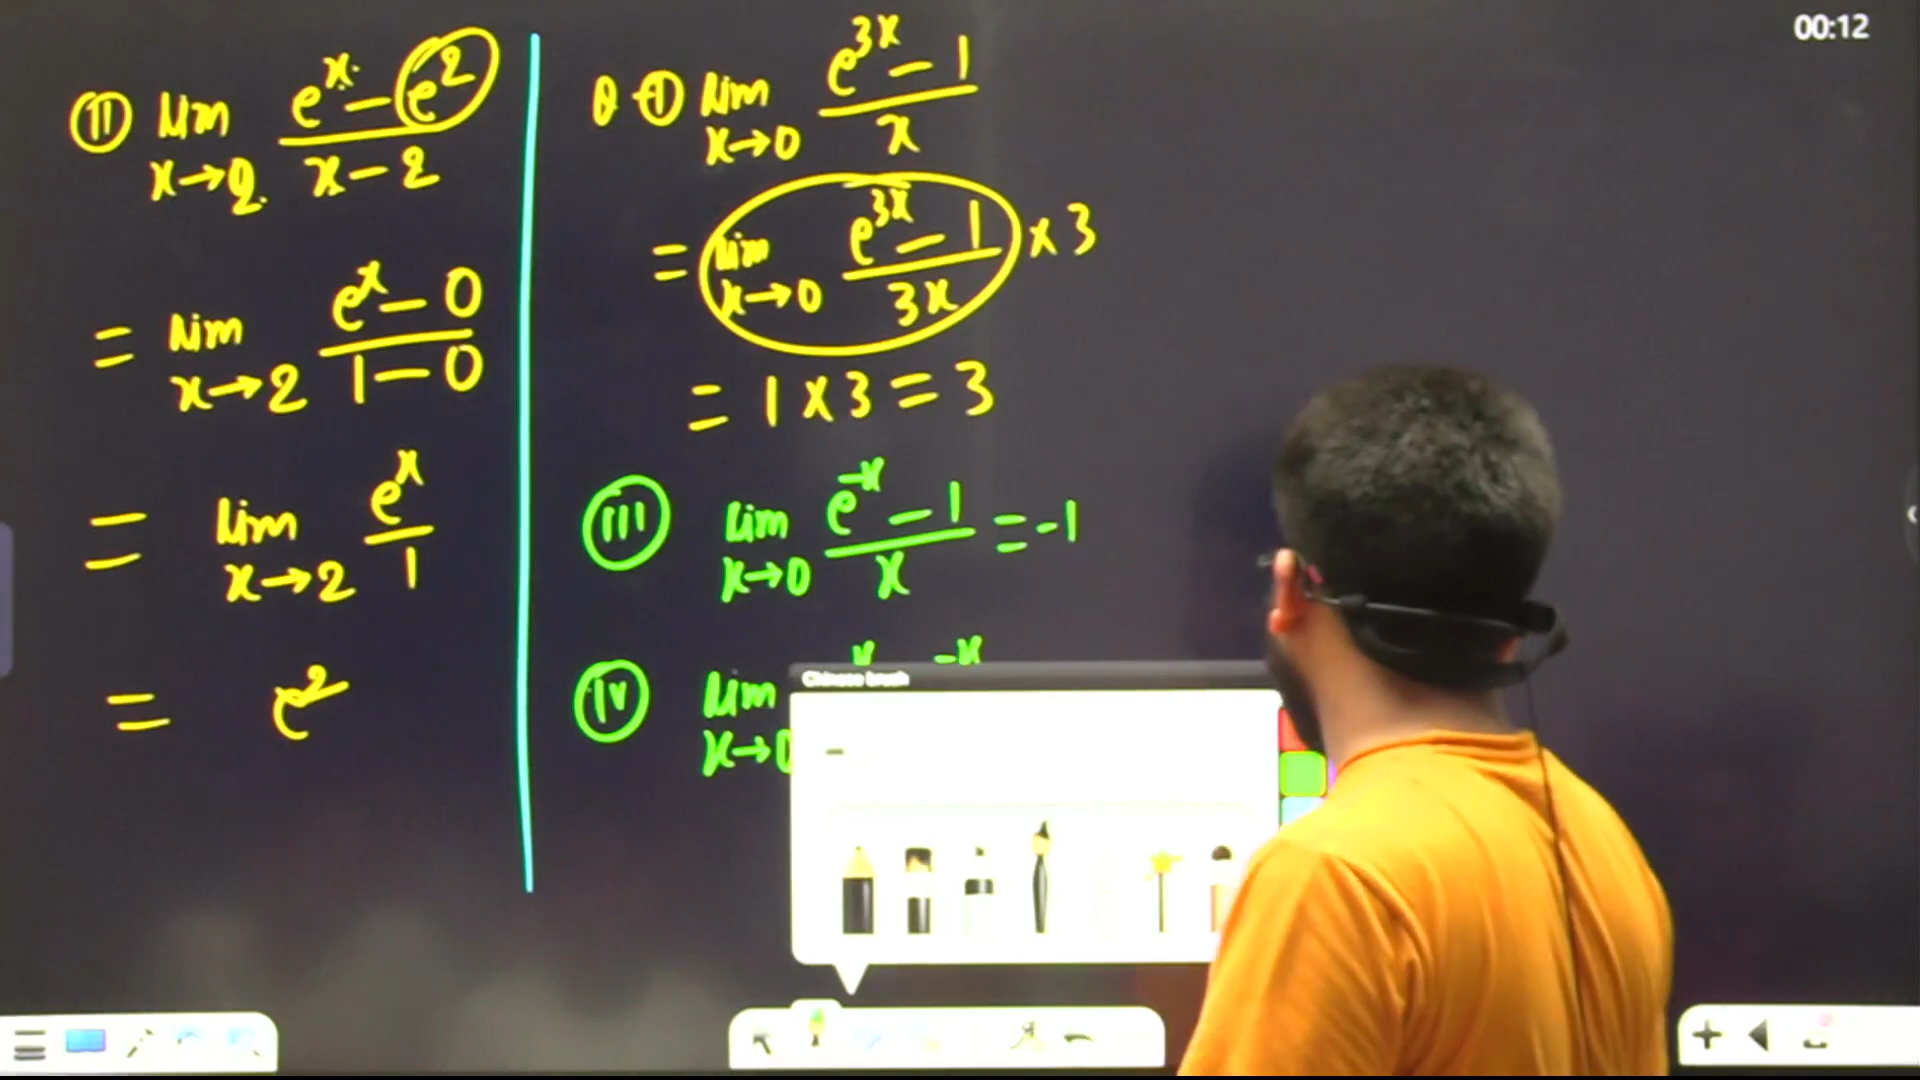 00:12
(ii) lim x→2 (e^x - e^2)/(x-2)
= lim x→2 (e^x - 0)/(1-0)
= lim x→2 e^x/1
= e^2
Q (i) lim x→0 (e^3x - 1)/x
= lim x→0 (e^3x - 1)/3x × 3
= 1 × 3 = 3
(iii) lim x→0 (e^-x - 1)/x = -1
(iv) lim x→0 x -x
Chinese brush